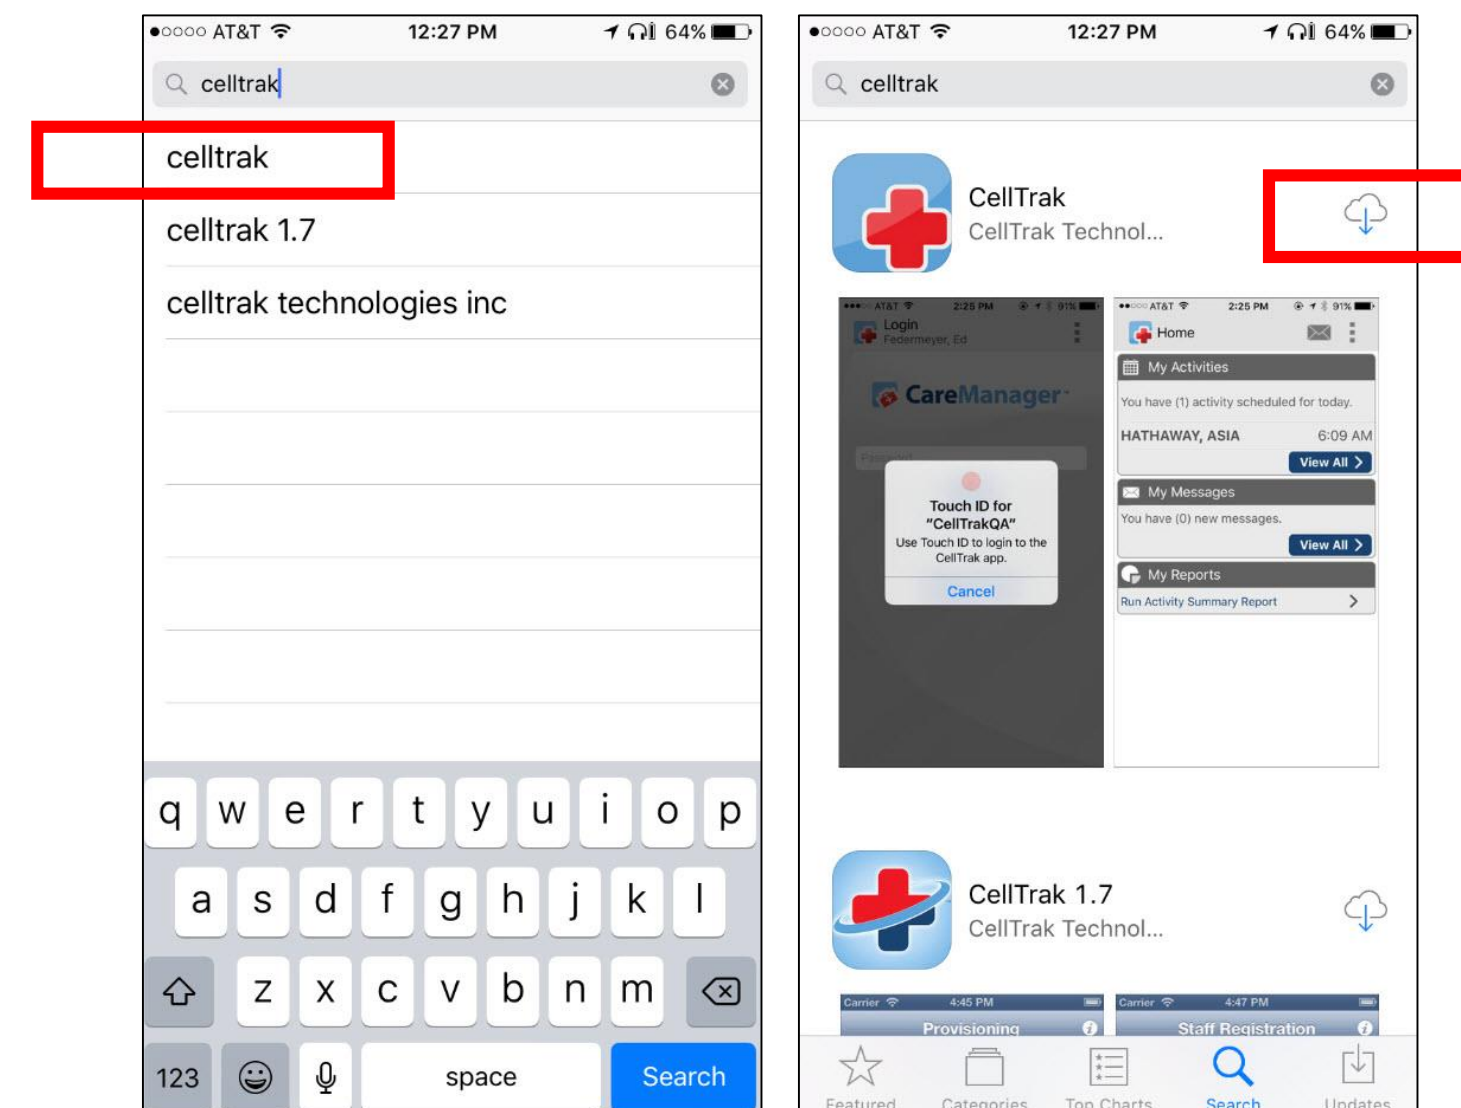 AT&T 12:27 PM 64%
celltrak
celltrak
celltrak 1.7
celltrak technologies inc
q w e r t y u i o p
a s d f g h j k l
z x c v b n m
123 space Search
AT&T 12:27 PM 64%
celltrak
CellTrak
CellTrak Technol...
AT&T 2:25 PM 91%
Login
Federmeyer, Ed
CareManager
Password
Touch ID for
“CellTrakQA”
Use Touch ID to login to the
CellTrak app.
Cancel
AT&T 2:25 PM 91%
Home
My Activities
You have (1) activity scheduled for today.
HATHAWAY, ASIA 6:09 AM
View All
My Messages
You have (0) new messages.
View All
My Reports
Run Activity Summary Report
CellTrak 1.7
CellTrak Technol...
Carrier 4:45 PM
Provisioning
Carrier 4:47 PM
Staff Registration
Featured Categories Top Charts Search Updates